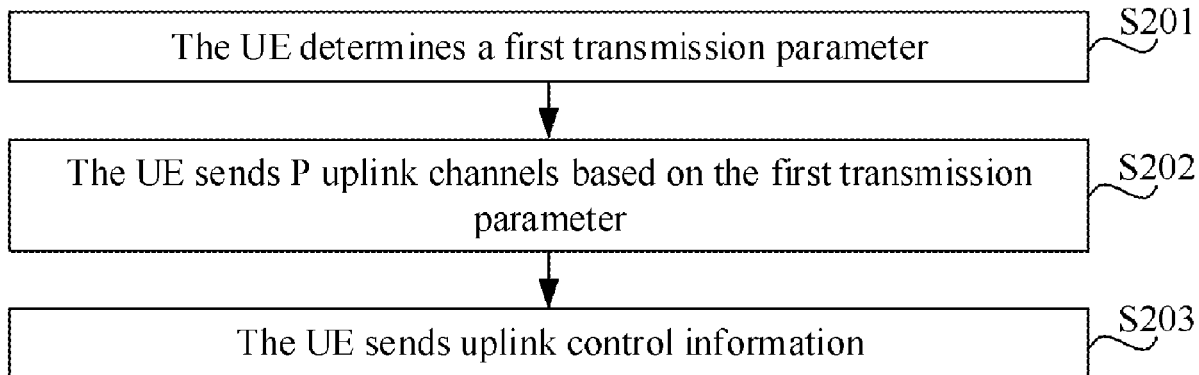 S201
The UE determines a first transmission parameter
S202
The UE sends P uplink channels based on the first transmission
parameter
S203
The UE sends uplink control information